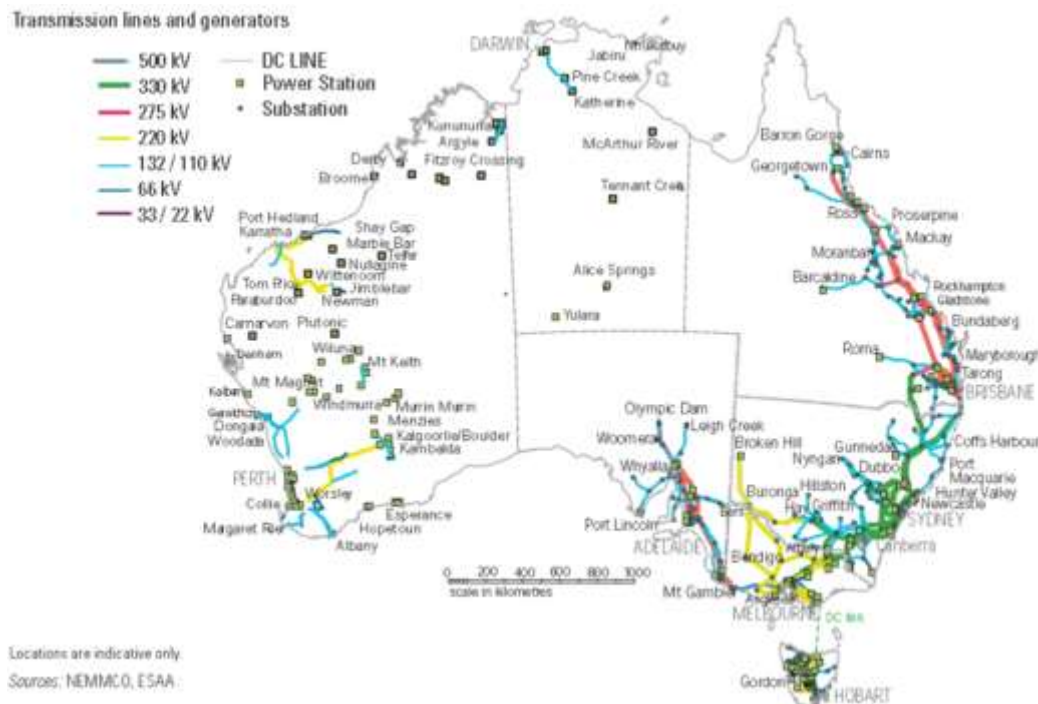 Transmission lines and generators
500 kV
330 kV
275 kV
220 kV
132 / 110 kV
66 kV
33 / 22 kV
DC LINE
Power Station
Substation
DARWIN
Jabiru
Pine Creek
Katherine
Kununurra
Argyle
McArthur River
Derby
Fitzroy Crossing
Broome
Tennant Creek
Barron Gorge
Cairns
Georgetown
Ross
Proserpine
Mackay
Moranbah
Barcaldine
Rockhampton
Gladstone
Bundaberg
Maryborough
Roma
Tarong
BRISBANE
Port Hedland
Karratha
Shay Gap
Marble Bar
Telfer
Nullagine
Wittenoom
Tom Price
Jimblebar
Paraburdoo
Newman
Alice Springs
Yulara
Carnarvon
Plutonic
Denham
Wiluna
Mt Keith
Kalbarri
Mt Magnet
Windimurra
Murrin Murrin
Geraldton
Dongara
Menzies
Woodada
Kalgoorlie/Boulder
Kambalda
PERTH
Collie
Worsley
Margaret River
Albany
Hopetoun
Esperance
Olympic Dam
Leigh Creek
Woomera
Broken Hill
Whyalla
Port Lincoln
ADELAIDE
Mt Gambier
Buronga
Berri
Hay
Griffith
Hillston
Nyngan
Gunnedah
Dubbo
Coffs Harbour
Port
Macquarie
Hunter Valley
Newcastle
SYDNEY
Canberra
Bendigo
MELBOURNE
DC link
Gordon
HOBART
0 200 400 600 800 1000
scale in kilometres
Locations are indicative only.
Sources: NEMMCO, ESAA